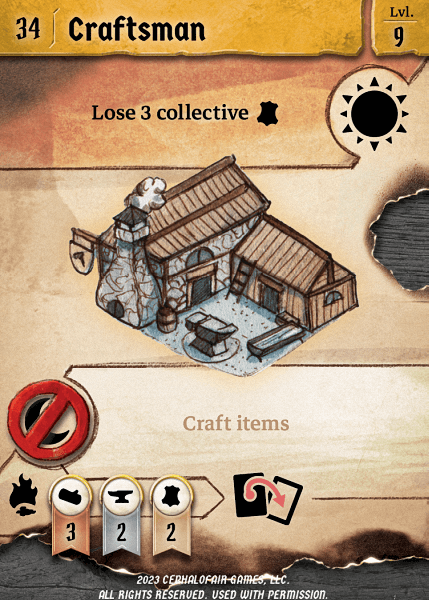 34 Craftsman
Lvl.
9
Lose 3 collective
Craft items
3 2 2
2023 CEPHALOFAIR GAMES, LLC.
ALL RIGHTS RESERVED. USED WITH PERMISSION.